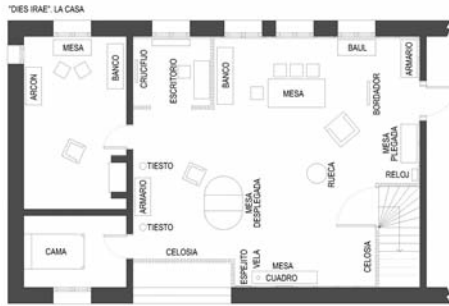 "DIES IRAE". LA CASA
MESA
BANCO
ARCON
CRUCIFIJO
ESCRITORIO
BANCO
MESA
BAUL
ARMARIO
BORDADOR
MESA
PLEGADA
RELOJ
RUECA
TIESTO
ARMARIO
TIESTO
MESA
DESPLEGADA
CAMA
CELOSIA
ESPEJITO
VELA
MESA
CUADRO
CELOSIA